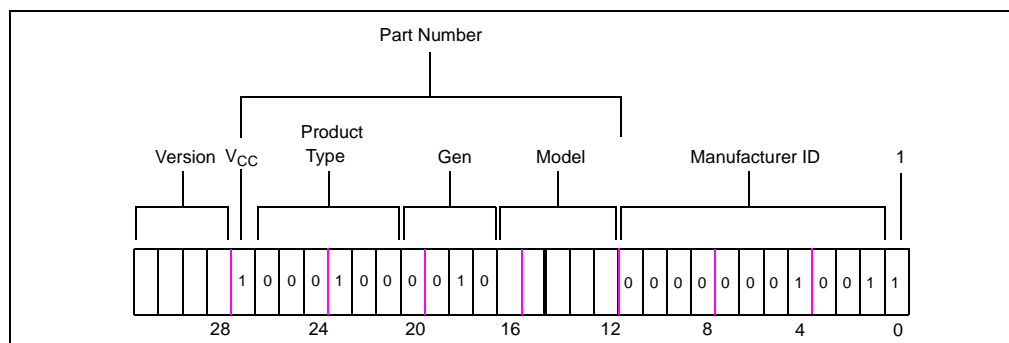 Part Number
Product
Version VCC Type Gen Model Manufacturer ID 1
1 0 0 0 1 0 0 0 0 1 0 0 0 0 0 0 0 0 1 0 0 1 1
28 24 20 16 12 8 4 0